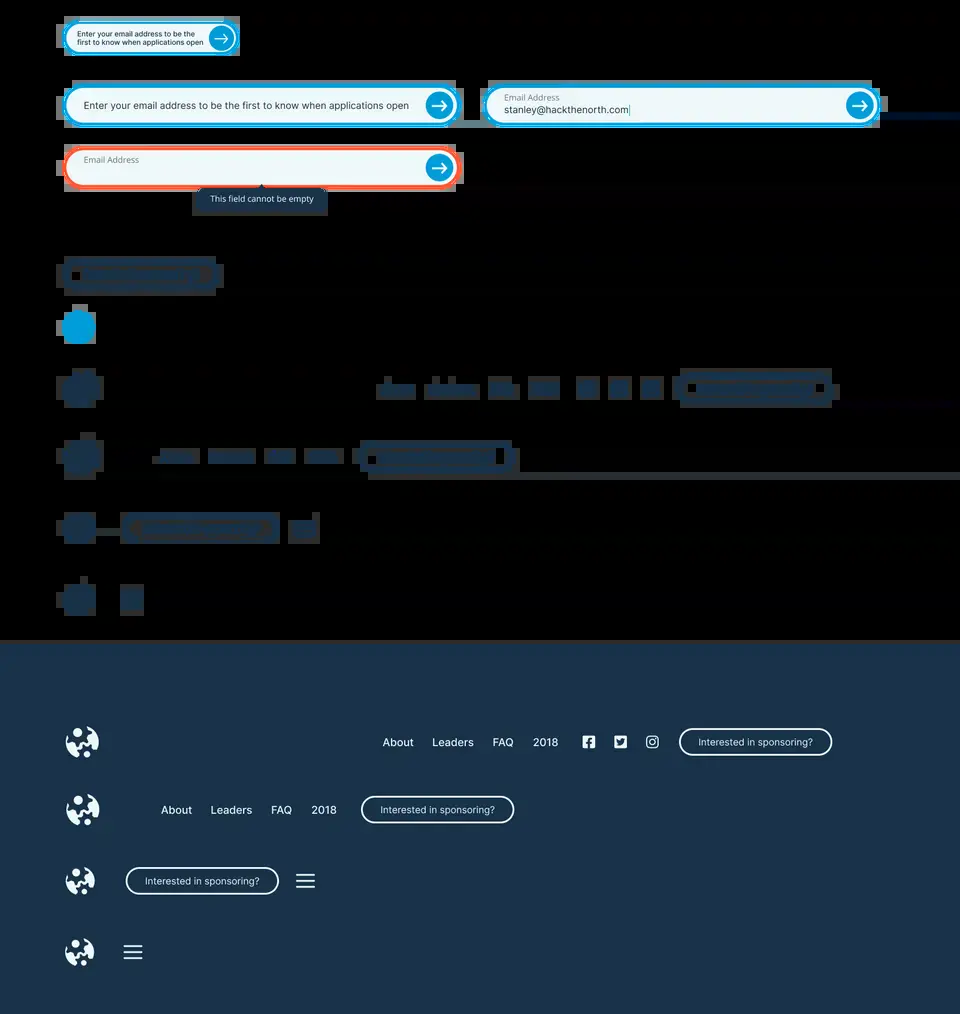 Enter your email address to be the
first to know when applications open
Enter your email address to be the first to know when applications open
Email Address
stanley@hackthenorth.com
Email Address
This field cannot be empty
About Leaders FAQ 2018 Interested in sponsoring?
About Leaders FAQ 2018 Interested in sponsoring?
Interested in sponsoring?